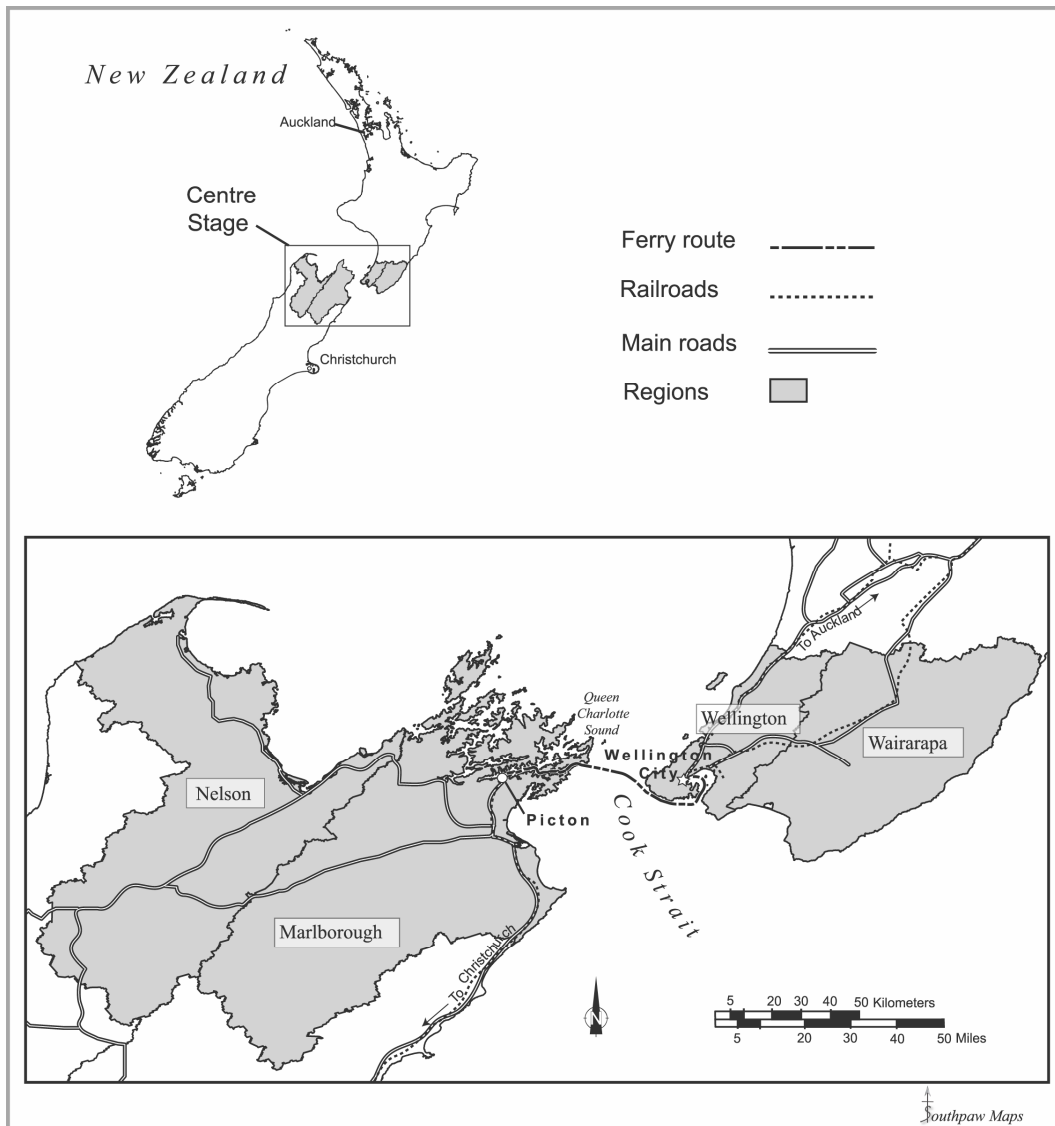 New Zealand
Auckland
Centre
Stage
Christchurch
Ferry route
Railroads
Main roads
Regions
To Auckland
Queen
Charlotte
Sound
Wellington
Wellington
City
Wairarapa
Nelson
Picton
Cook Strait
Marlborough
To Christchurch
N
5 20 30 40 50 Kilometers
5 20 30 40 50 Miles
Southpaw Maps